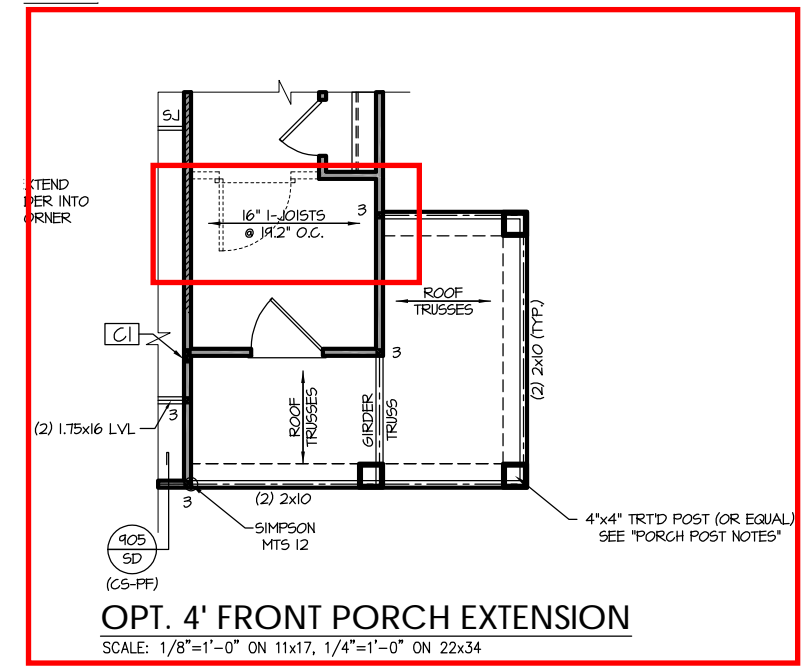 SJ
XTEND
DER INTO
ORNER
16" I-JOISTS
@ 19.2" O.C.
3
ROOF
TRUSSES
(2) 2x10 (TYP.)
C1
3
(2) 1.75x16 LVL
3
ROOF
TRUSSES
GIRDER
TRUSS
3
(2) 2x10
SIMPSON
MTS 12
4"x4" TRT'D POST (OR EQUAL)
SEE "PORCH POST NOTES"
905
SD
(CS-PF)
OPT. 4' FRONT PORCH EXTENSION
SCALE: 1/8"=1'-0" ON 11x17, 1/4"=1'-0" ON 22x34